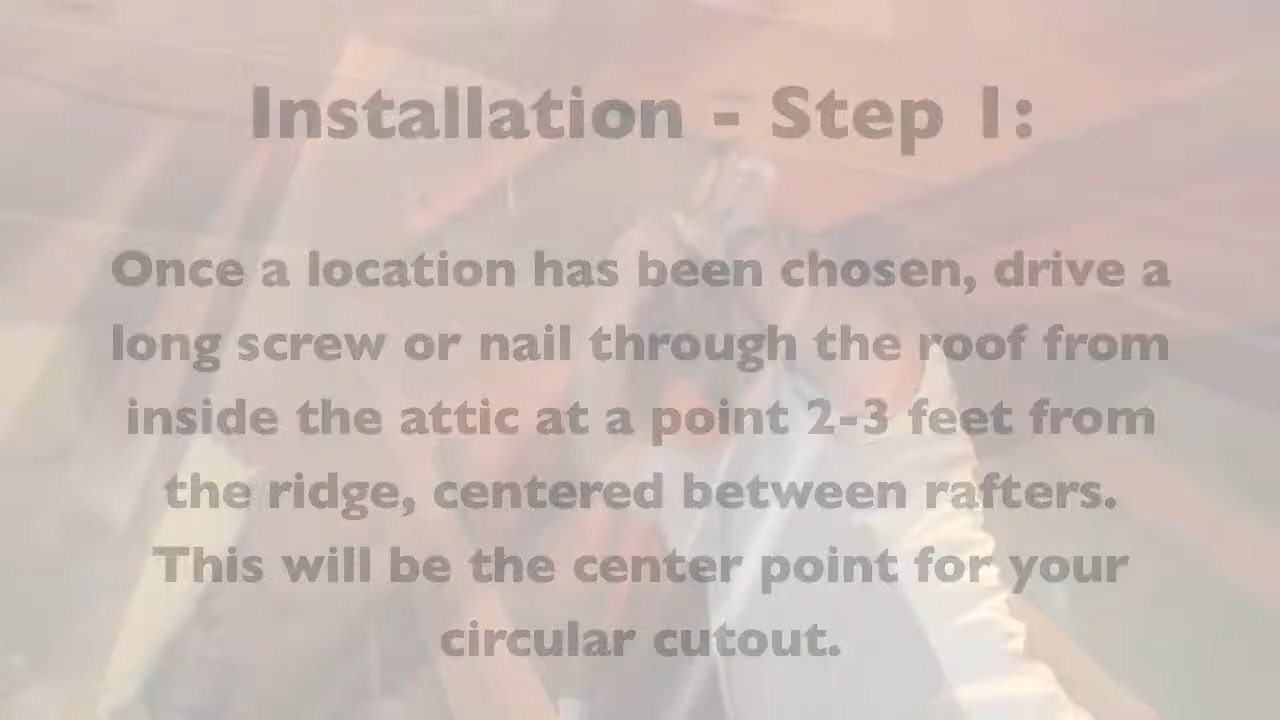 Installation - Step 1:
Once a location has been chosen, drive a
long screw or nail through the roof from
inside the attic at a point 2-3 feet from
the ridge, centered between rafters.
This will be the center point for your
circular cutout.